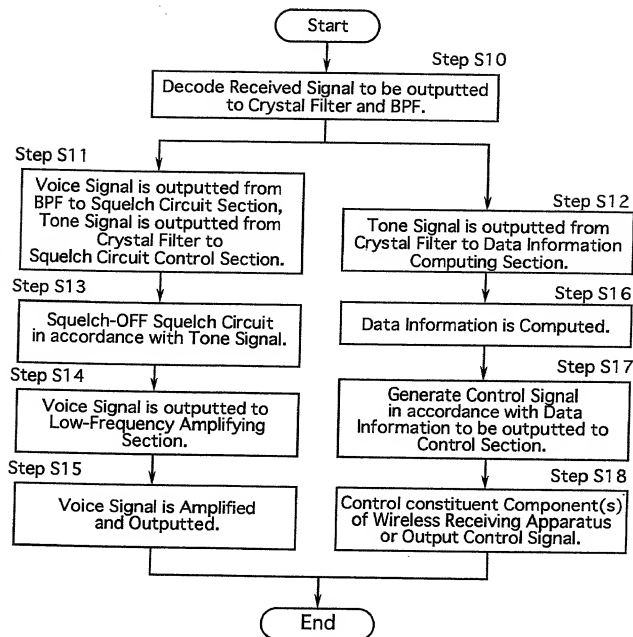 Start
Step S10
Decode Received Signal to be outputted
to Crystal Filter and BPF.
Step S11
Voice Signal is outputted from
BPF to Squelch Circuit Section,
Tone Signal is outputted from
Crystal Filter to
Squelch Circuit Control Section.
Step S13
Squelch-OFF Squelch Circuit
in accordance with Tone Signal.
Step S14
Voice Signal is outputted to
Low-Frequency Amplifying
Section.
Step S15
Voice Signal is Amplified
and Outputted.
Step S12
Tone Signal is outputted from
Crystal Filter to Data Information
Computing Section.
Step S16
Data Information is Computed.
Step S17
Generate Control Signal
in accordance with Data
Information to be outputted to
Control Section.
Step S18
Control constituent Component(s)
of Wireless Receiving Apparatus
or Output Control Signal.
End